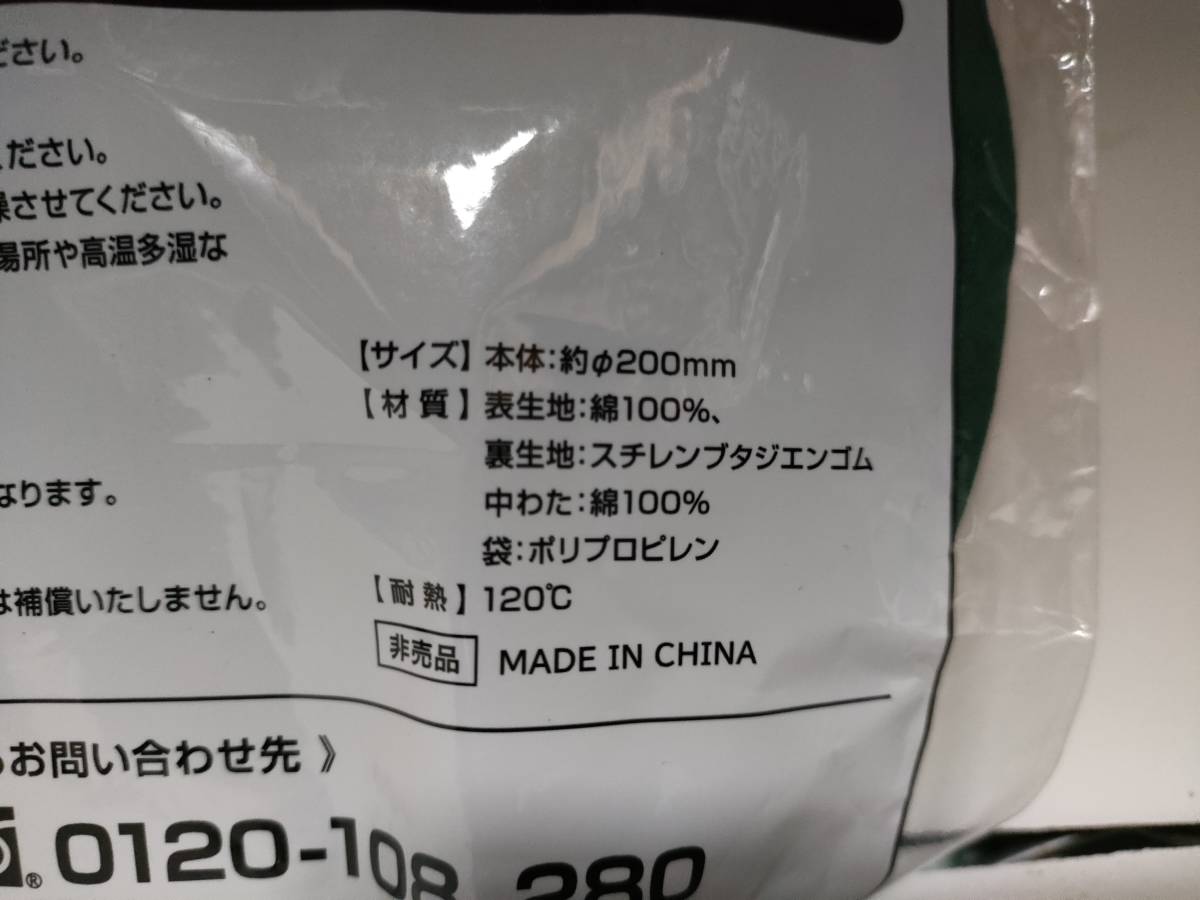 ださい。
ください。
燥させてください。
場所や高温多湿な
【サイズ】本体:約φ200mm
【材質】表生地:綿100%、
裏生地:スチレンブタジエンゴム
なります。
中わた:綿100%
袋:ポリプロピレン
は補償いたしません。
【耐熱】120℃
非売品 MADE IN CHINA
お問い合わせ先 》
® 0120-108 280